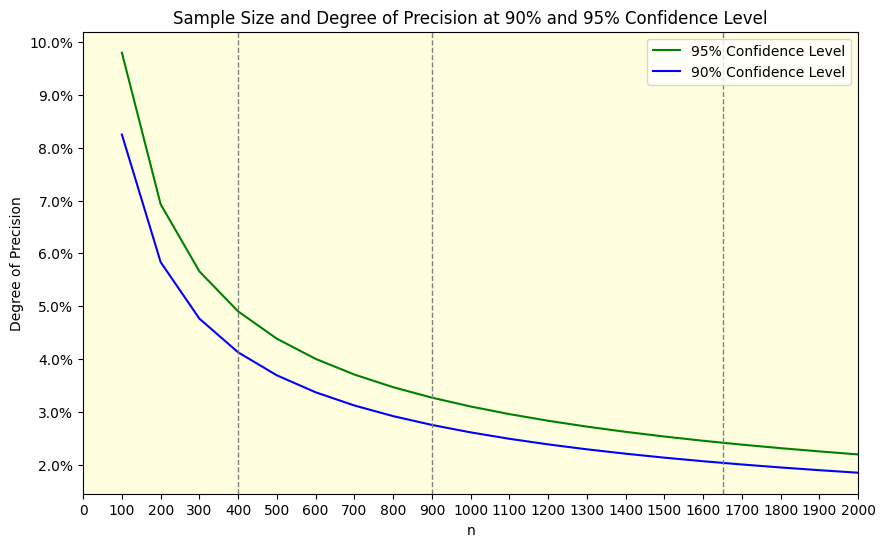 Sample Size and Degree of Precision at 90% and 95% Confidence Level
95% Confidence Level
90% Confidence Level
Degree of Precision
10.0%
9.0%
8.0%
7.0%
6.0%
5.0%
4.0%
3.0%
2.0%
0 100 200 300 400 500 600 700 800 900 1000 1100 1200 1300 1400 1500 1600 1700 1800 1900 2000
n